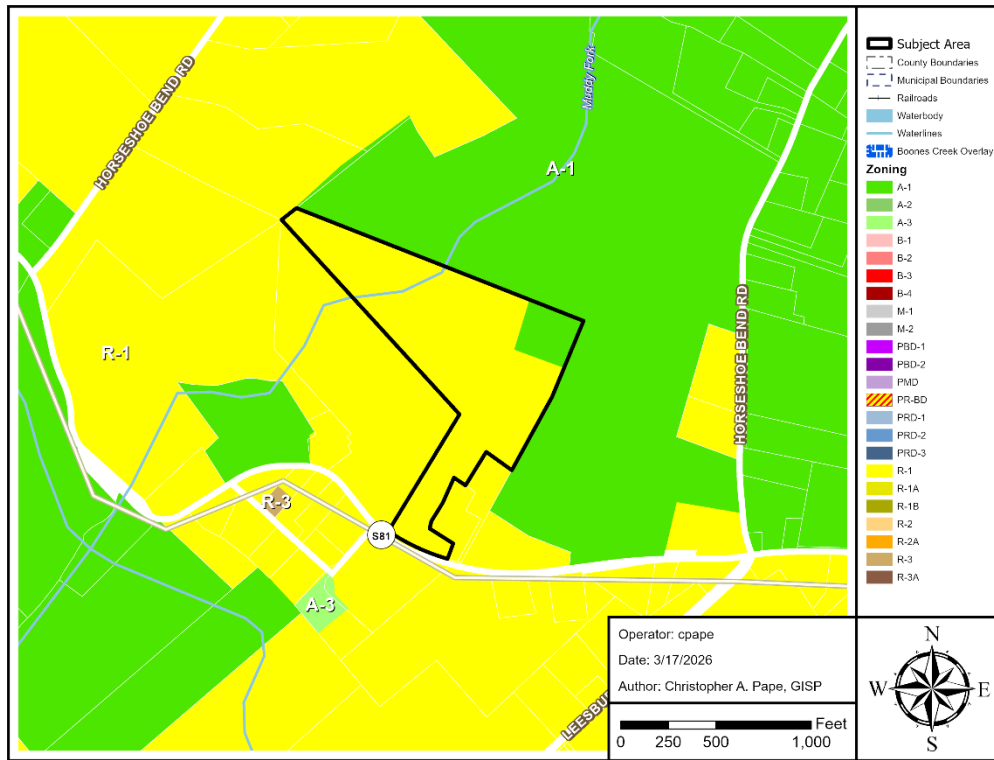 HORSESHOE BEND RD
Muddy Fork
A-1
R-1
HORSESHOE BEND RD
R-3
S81
A-3
Subject Area
County Boundaries
Municipal Boundaries
Railroads
Waterbody
Waterlines
Boones Creek Overlay
Zoning
A-1
A-2
A-3
B-1
B-2
B-3
B-4
M-1
M-2
PBD-1
PBD-2
PMD
PR-BD
PRD-1
PRD-2
PRD-3
R-1
R-1A
R-1B
R-2
R-2A
R-3
R-3A
LEESBU
Operator: cpape
Date: 3/17/2026
Author: Christopher A. Pape, GISP
Feet
0 250 500 1,000
N
W E
S